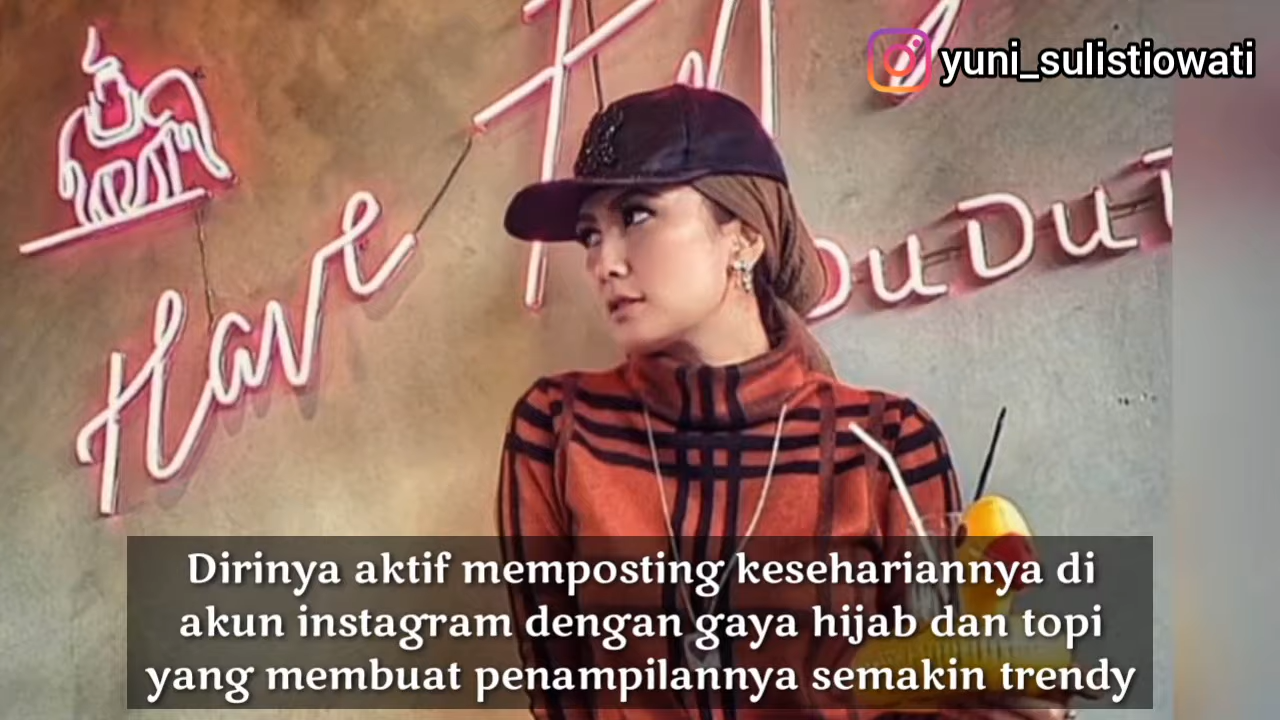 yuni_sulistiowati
Have
Dirinya aktif memposting kesehariannya di
akun instagram dengan gaya hijab dan topi
yang membuat penampilannya semakin trendy